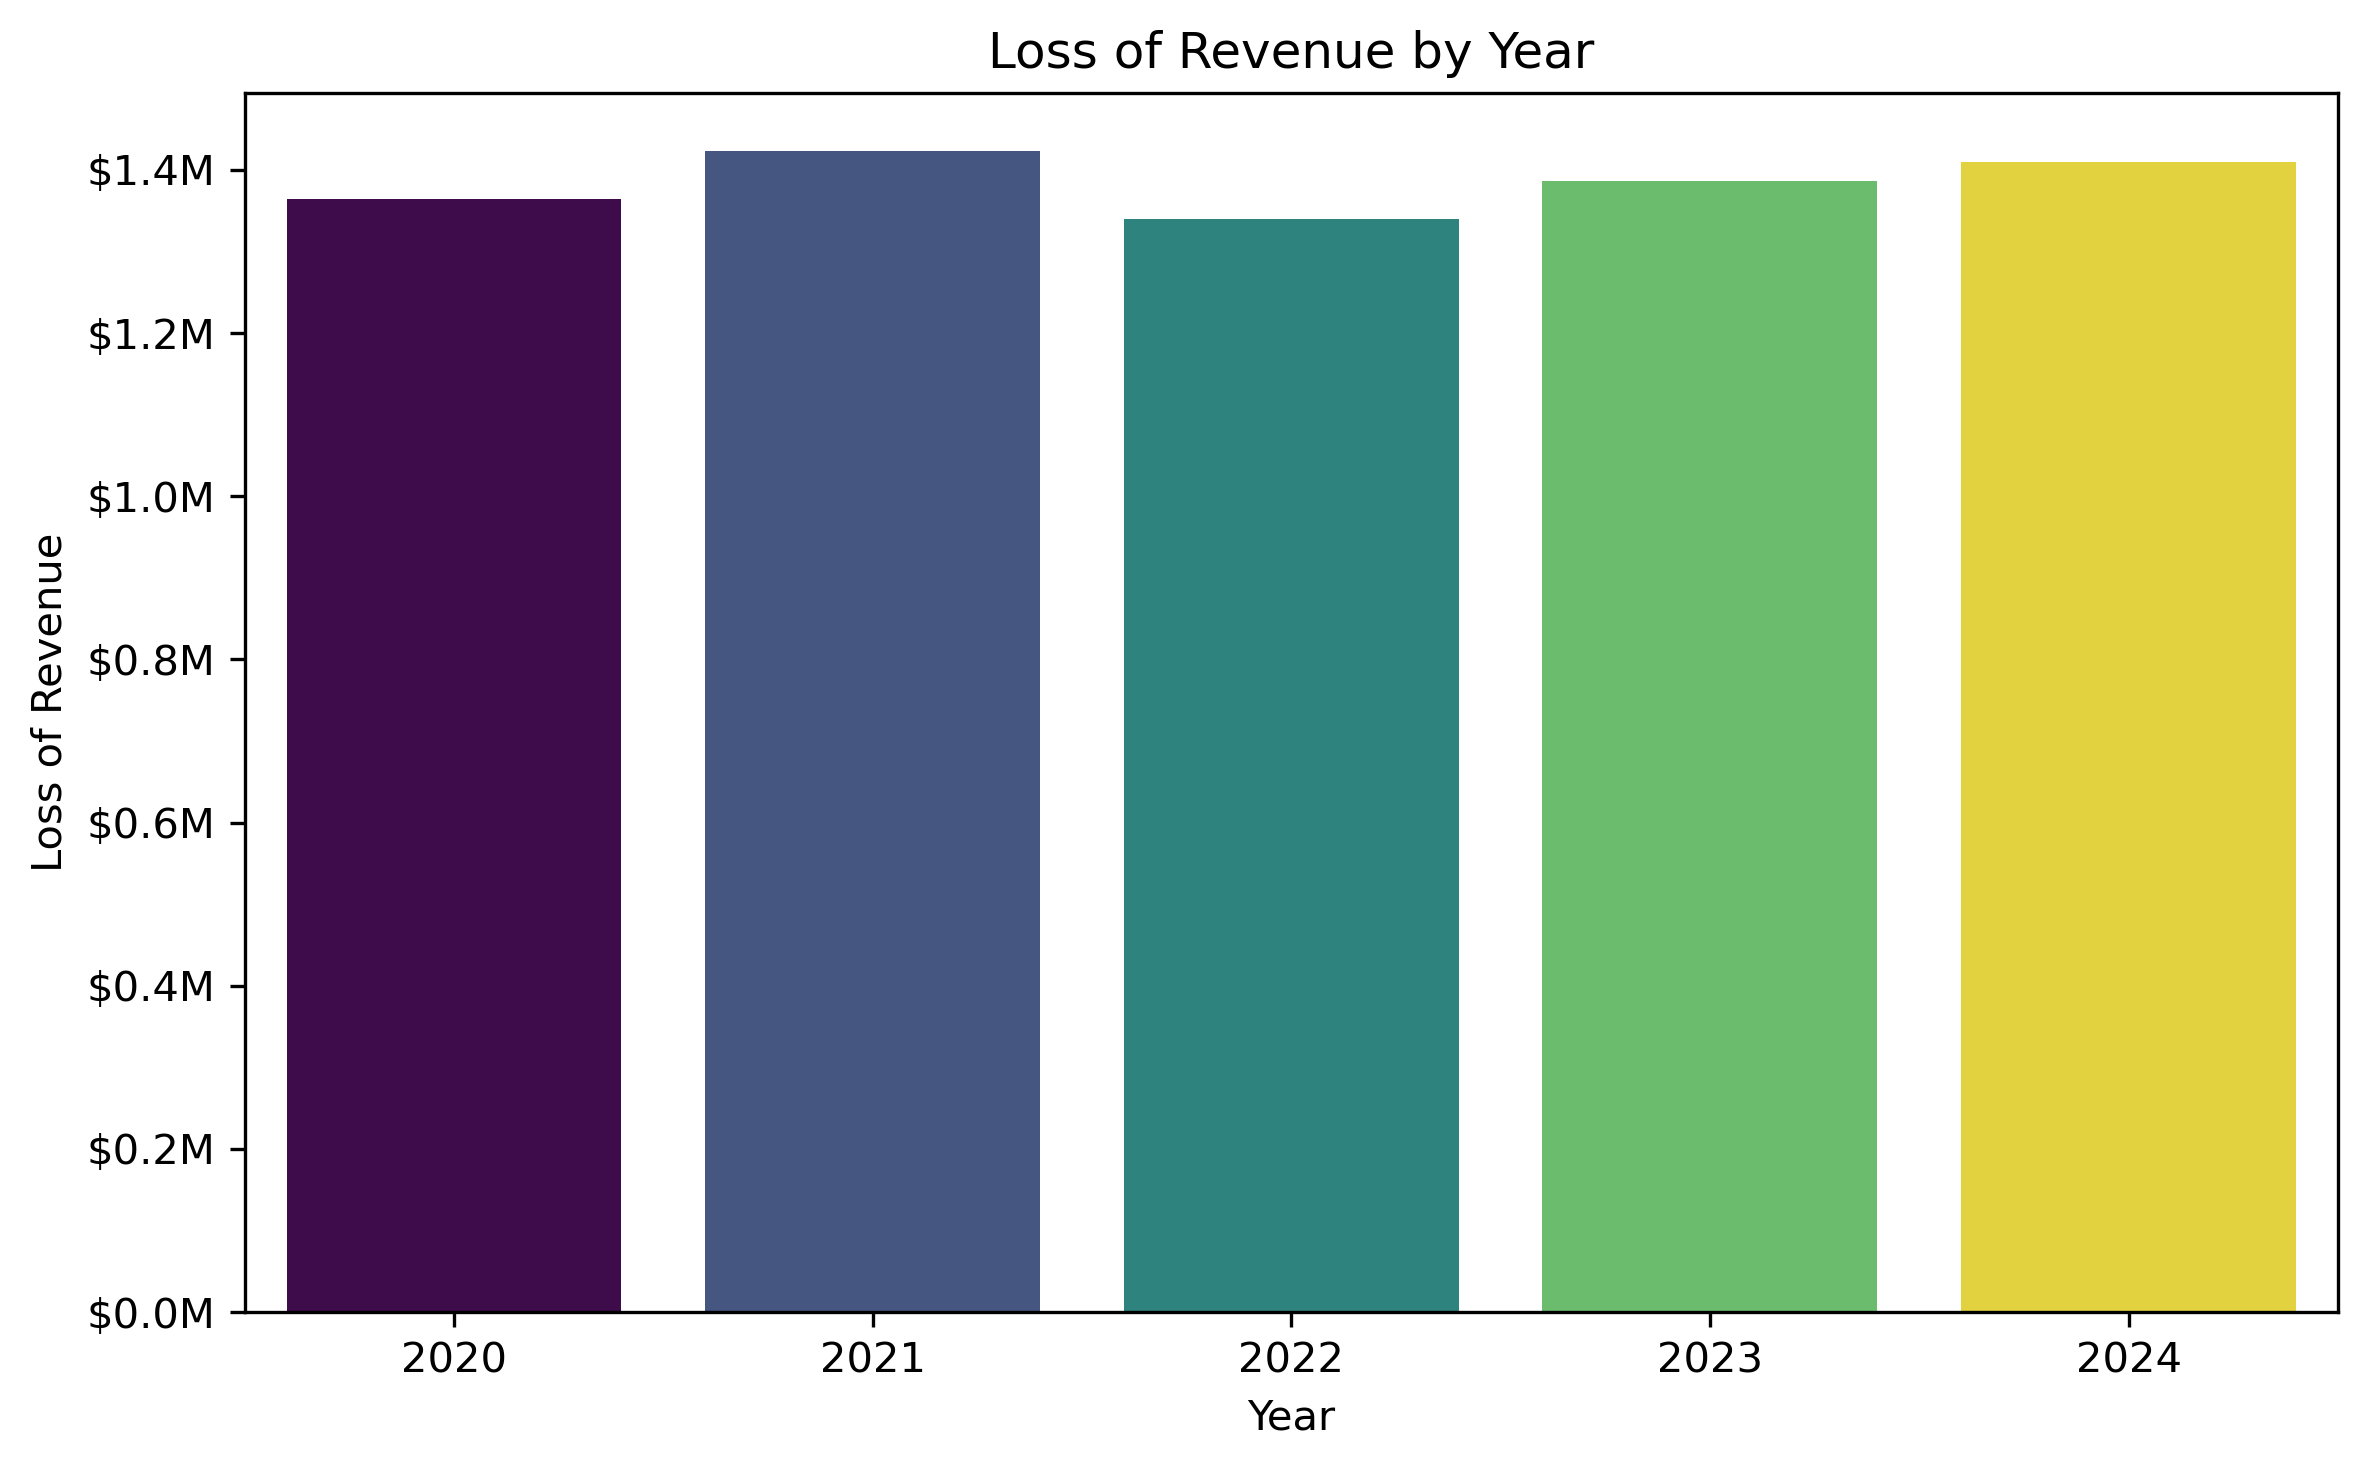 Loss of Revenue by Year
Loss of Revenue
$1.4M
$1.2M
$1.0M
$0.8M
$0.6M
$0.4M
$0.2M
$0.0M
2020 2021 2022 2023 2024
Year